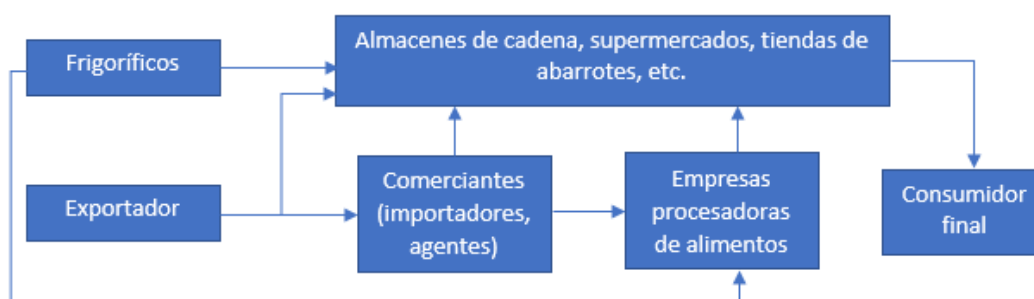 Almacenes de cadena, supermercados, tiendas de
abarrotes, etc.
Frigoríficos
Exportador
Comerciantes
(importadores,
agentes)
Empresas
procesadoras
de alimentos
Consumidor
final